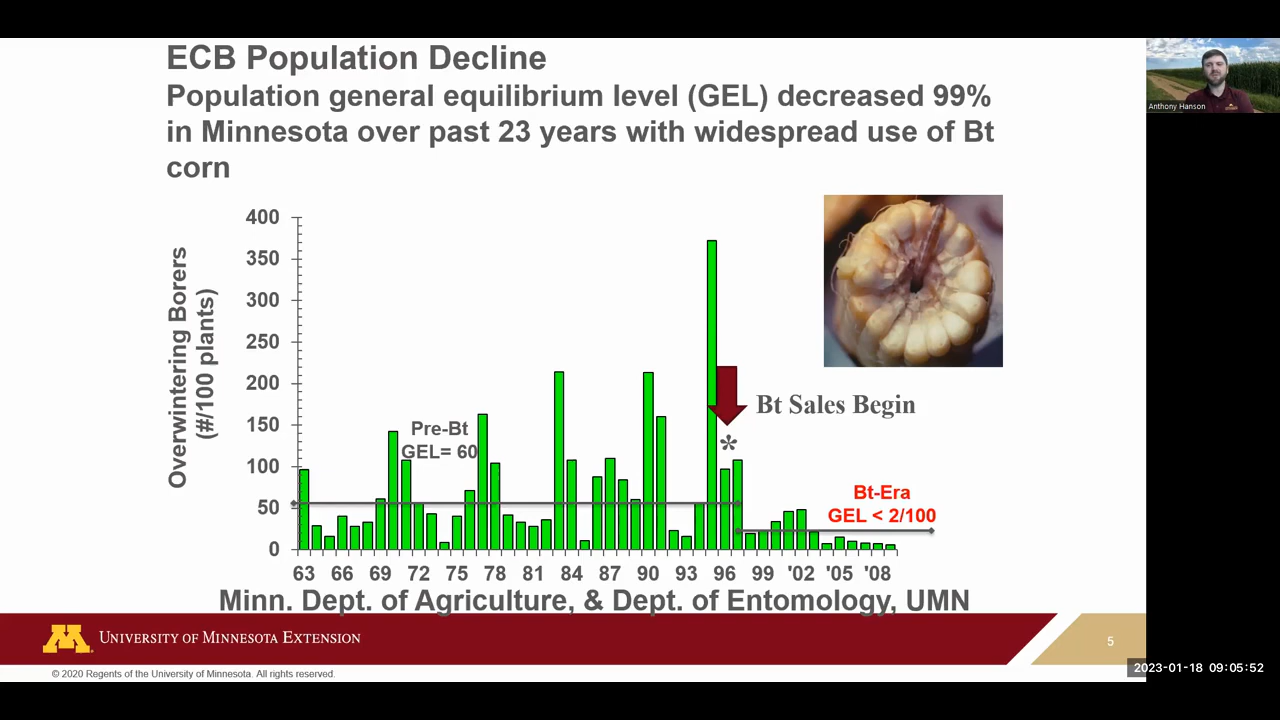 ECB Population Decline
Population general equilibrium level (GEL) decreased 99%
in Minnesota over past 23 years with widespread use of Bt
corn
Anthony Hanson
Overwintering Borers
(#/100 plants)
400
350
300
250
200
150
100
50
0
Pre-Bt
GEL= 60
Bt Sales Begin
*
Bt-Era
GEL < 2/100
63 66 69 72 75 78 81 84 87 90 93 96 99 '02 '05 '08
Minn. Dept. of Agriculture, & Dept. of Entomology, UMN
M UNIVERSITY OF MINNESOTA EXTENSION
5
© 2020 Regents of the University of Minnesota. All rights reserved.
2023-01-18 09:05:52